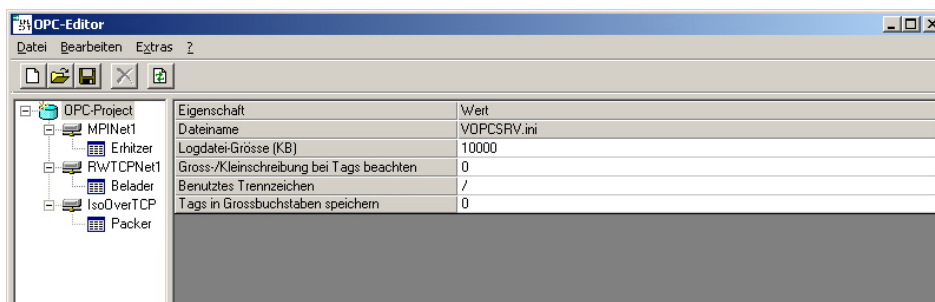 OPC-Editor
Datei Bearbeiten Extras ?
OPC-Project
MPINet1
Erhitzer
RWTCPNet1
Belader
IsoOverTCP
Packer
Eigenschaft Wert
Dateiname VOPCSRV.ini
Logdatei-Grösse (KB) 10000
Gross-/Kleinschreibung bei Tags beachten 0
Benutztes Trennzeichen /
Tags in Grossbuchstaben speichern 0